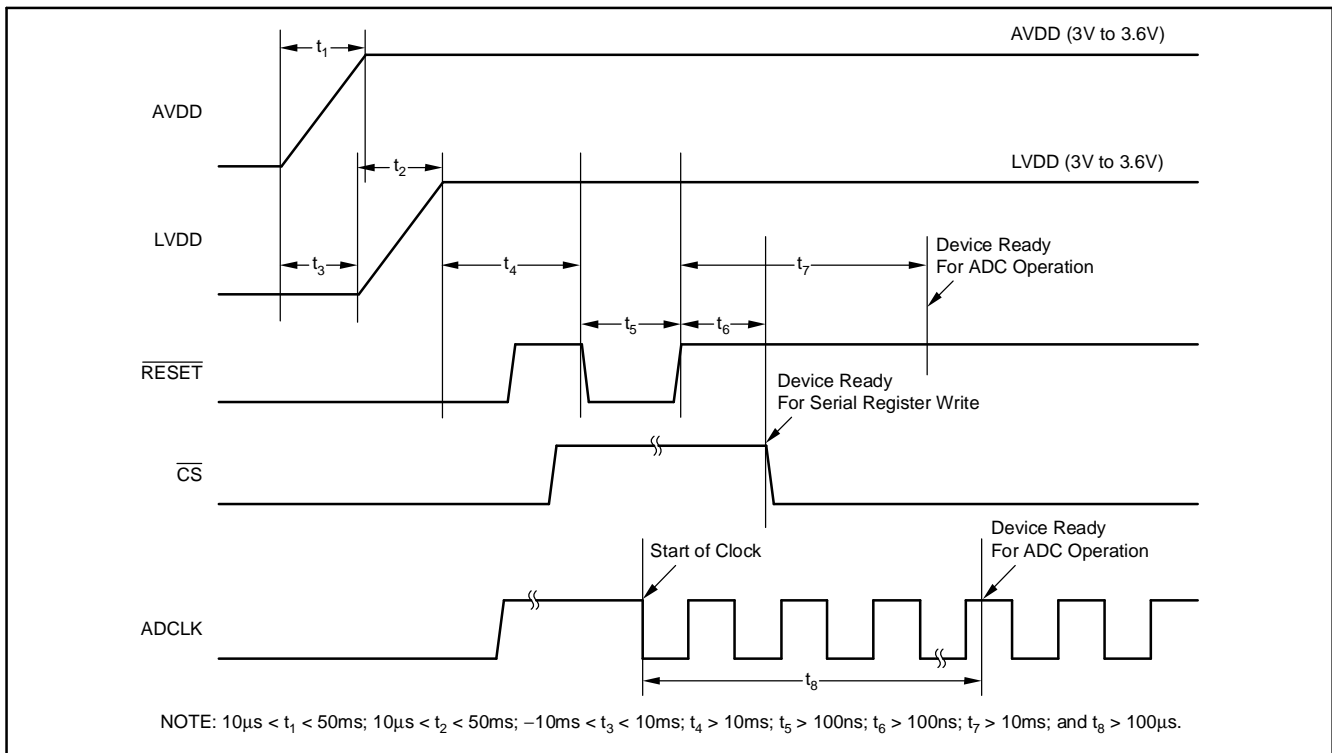 AVDD (3V to 3.6V)
t1
AVDD
LVDD (3V to 3.6V)
t2
LVDD
t3
t4
t7
Device Ready
For ADC Operation
t5
t6
RESET
Device Ready
For Serial Register Write
CS
Start of Clock
Device Ready
For ADC Operation
ADCLK
t8
NOTE: 10µs < t1 < 50ms; 10µs < t2 < 50ms; −10ms < t3 < 10ms; t4 > 10ms; t5 > 100ns; t6 > 100ns; t7 > 10ms; and t8 > 100µs.